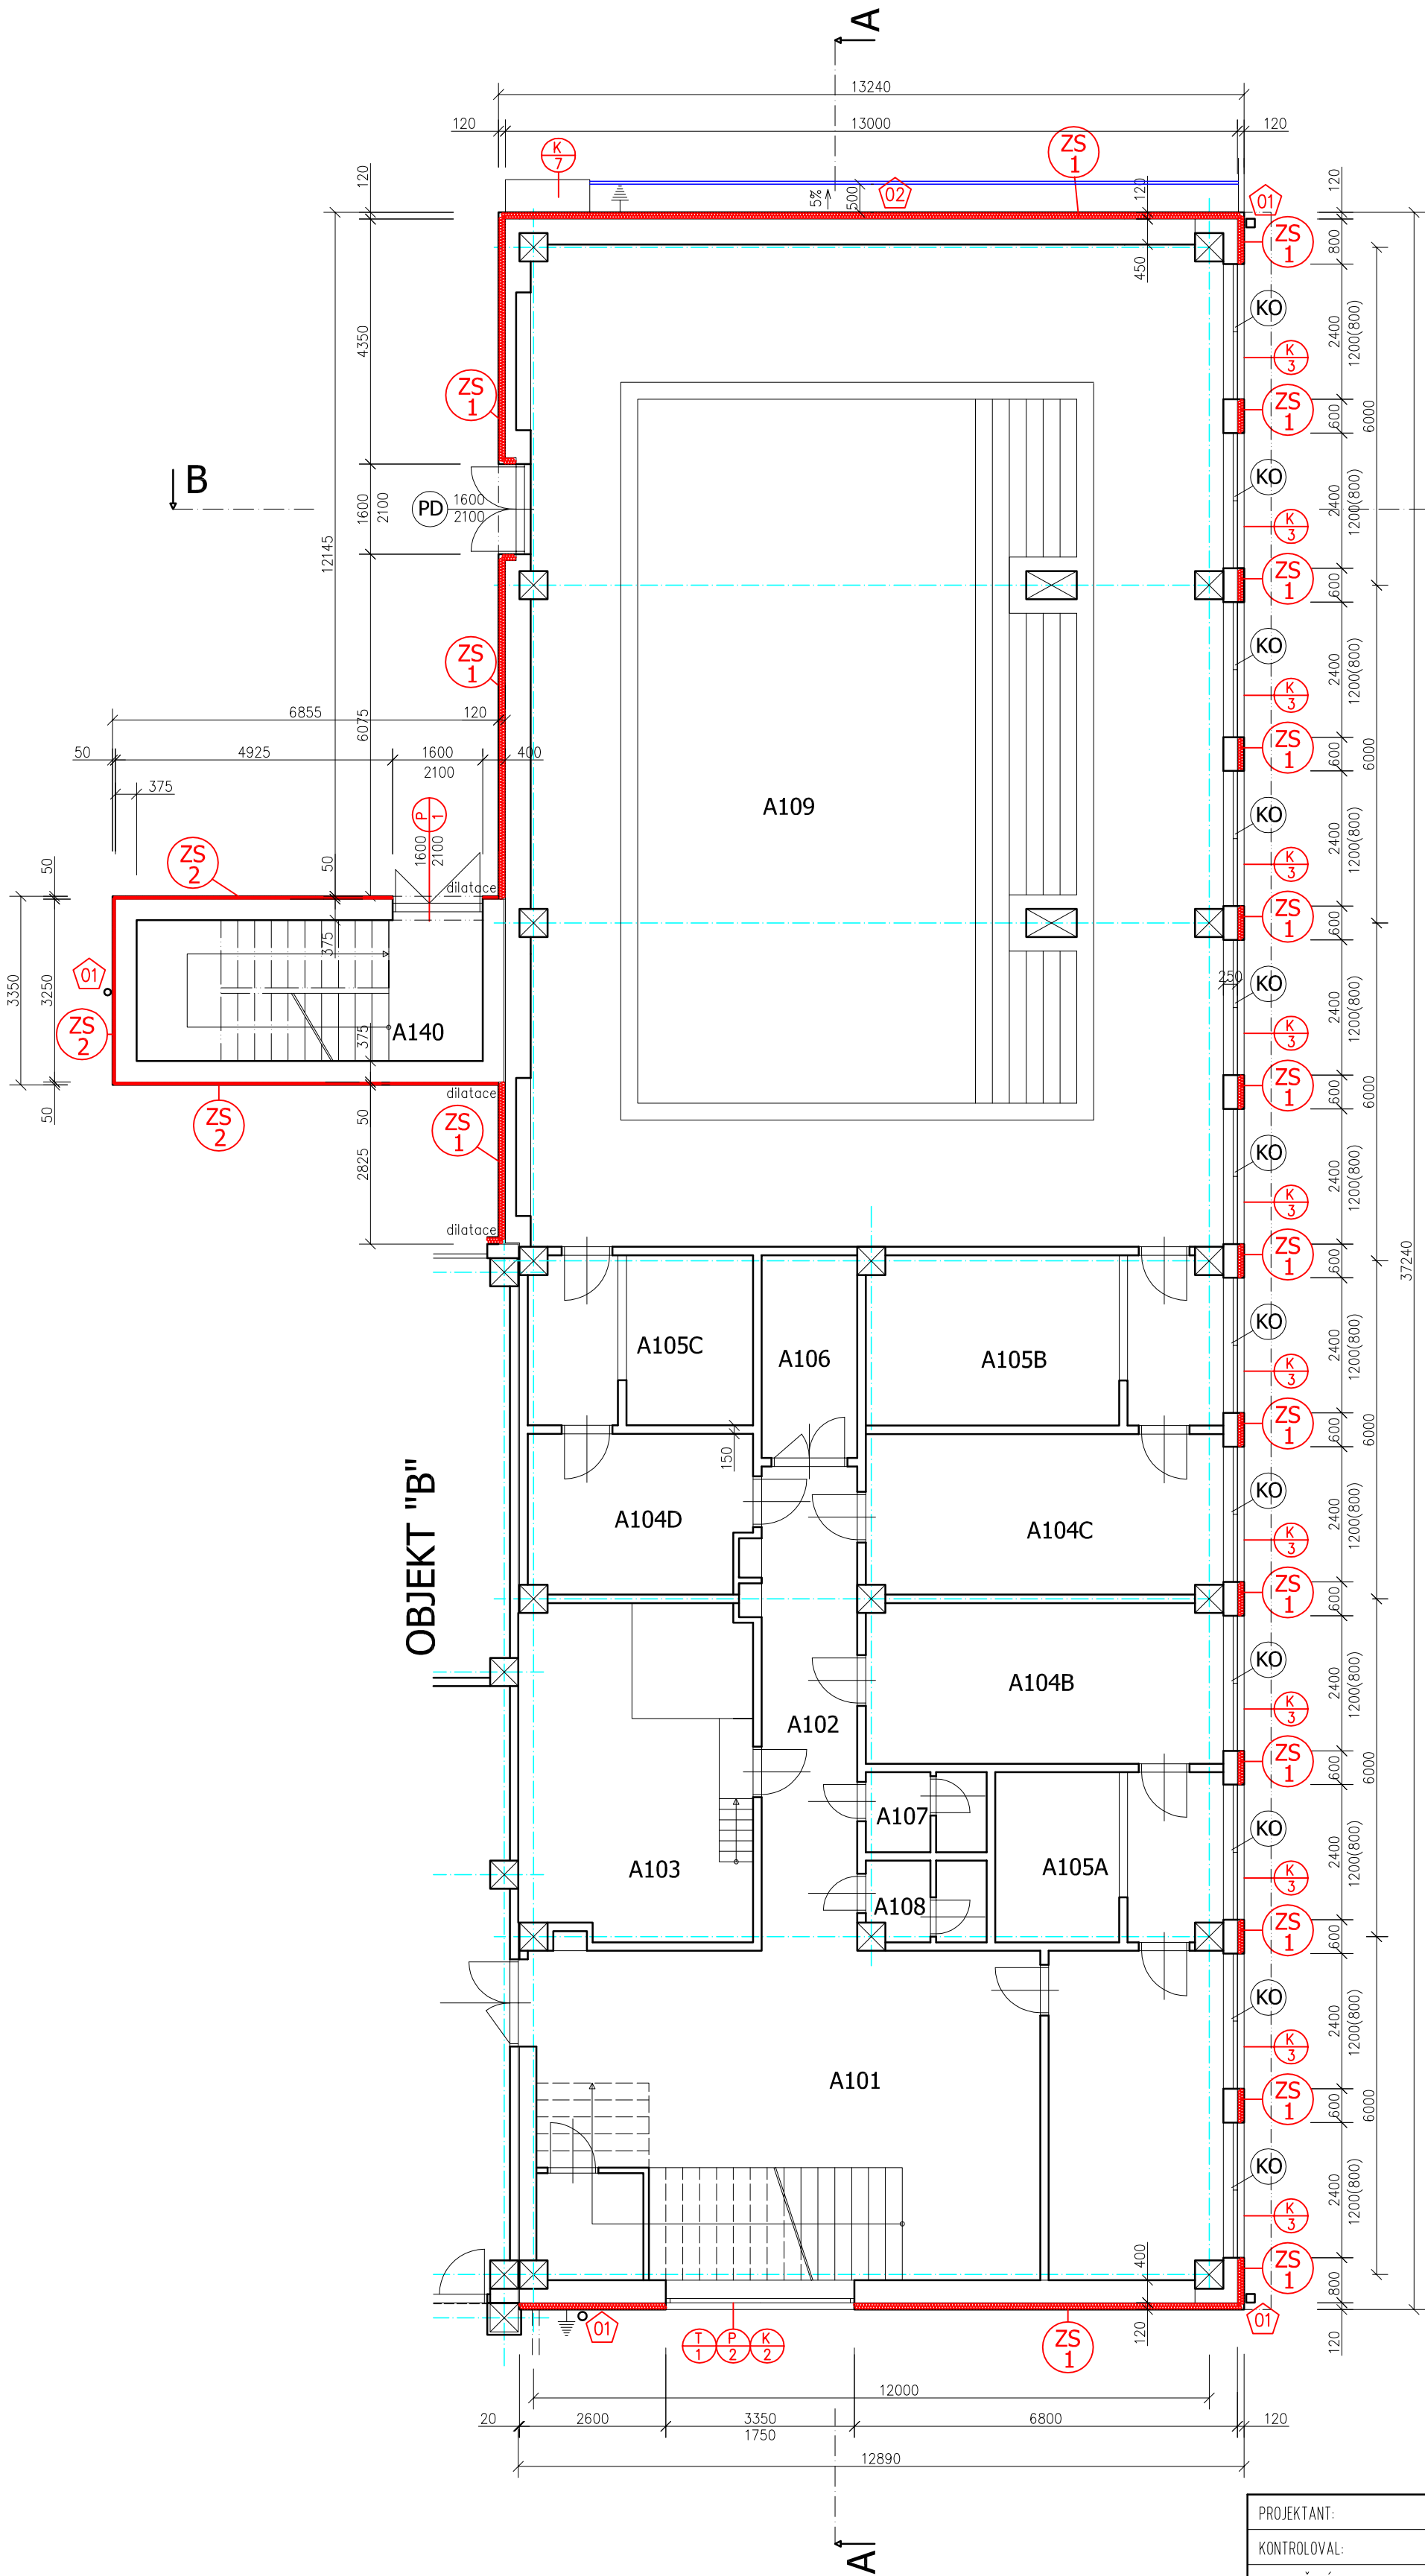 A
13240
120
13000
120
K
7
ZS
1
120
5%
500
02
120
01
120
ZS
1
800
450
12145
4350
KO
2400
1200(800)
K
3
ZS
1
ZS
1
600
6000
B
PD
1600
2100
1600
2100
KO
2400
1200(800)
K
3
ZS
1
600
ZS
1
KO
2400
1200(800)
K
3
6855
120
6075
50
4925
1600
2100
400
ZS
1
600
6000
375
P
1
1600
2100
A109
KO
2400
1200(800)
K
3
ZS
2
50
50
dilatace
ZS
1
600
375
01
3350
3250
250
KO
2400
1200(800)
ZS
2
375
A140
K
3
50
dilatace
ZS
1
600
6000
ZS
2
50
ZS
1
2825
KO
2400
1200(800)
K
3
dilatace
ZS
1
600
37240
A105C
A106
A105B
KO
2400
1200(800)
K
3
150
ZS
1
600
6000
OBJEKT "B"
A104D
A104C
KO
2400
1200(800)
K
3
ZS
1
600
A104B
KO
2400
1200(800)
A102
K
3
ZS
1
600
6000
A107
A103
A105A
KO
2400
1200(800)
A108
K
3
ZS
1
600
KO
2400
1200(800)
A101
K
3
ZS
1
600
6000
KO
2400
1200(800)
K
3
400
ZS
1
800
01
T
1
P
2
K
2
120
ZS
1
01
120
12000
20
2600
3350
1750
6800
120
12890
A
PROJEKTANT:
KONTROLOVAL: